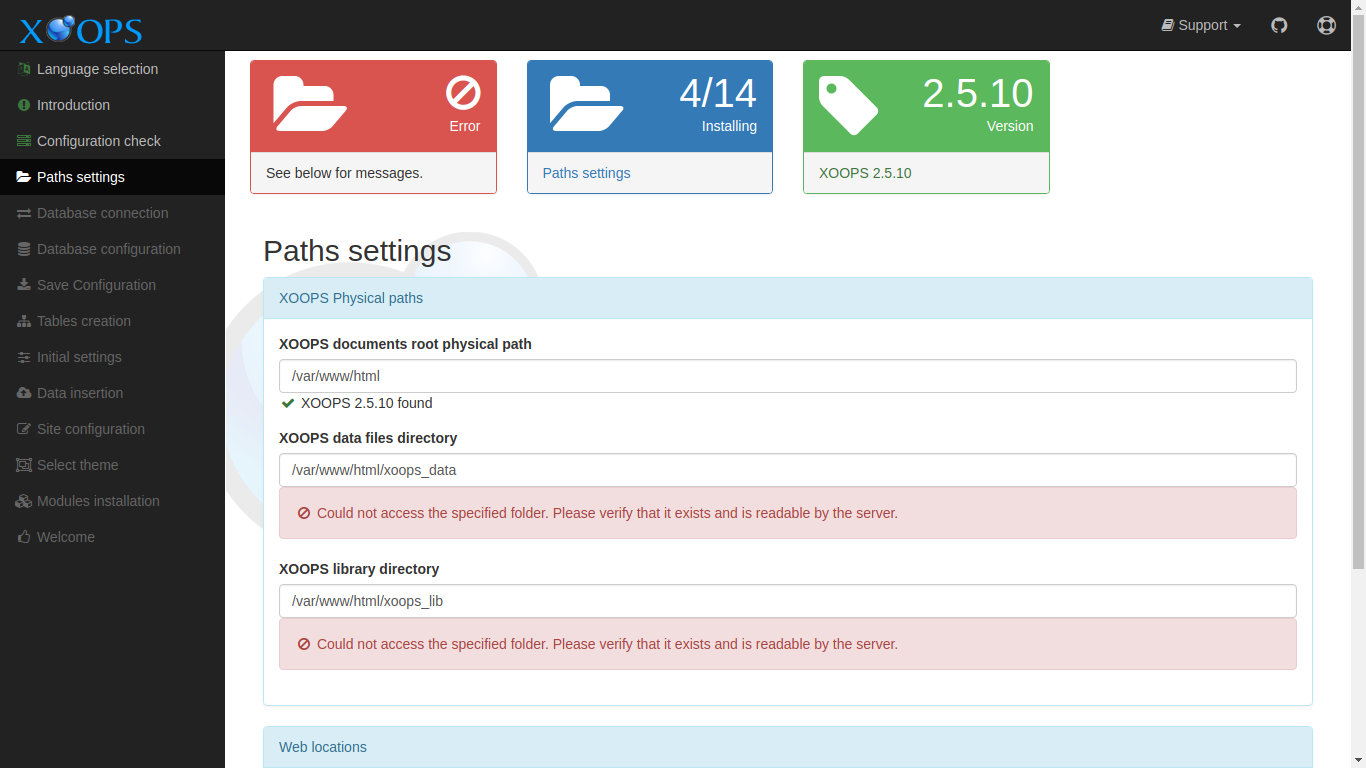 XOOPS
Support
Language selection
Introduction
Configuration check
Paths settings
Database connection
Database configuration
Save Configuration
Tables creation
Initial settings
Data insertion
Site configuration
Select theme
Modules installation
Welcome
Error
See below for messages.
4/14
Installing
Paths settings
2.5.10
Version
XOOPS 2.5.10
Paths settings
XOOPS Physical paths
XOOPS documents root physical path
/var/www/html
XOOPS 2.5.10 found
XOOPS data files directory
/var/www/html/xoops_data
Could not access the specified folder. Please verify that it exists and is readable by the server.
XOOPS library directory
/var/www/html/xoops_lib
Could not access the specified folder. Please verify that it exists and is readable by the server.
Web locations